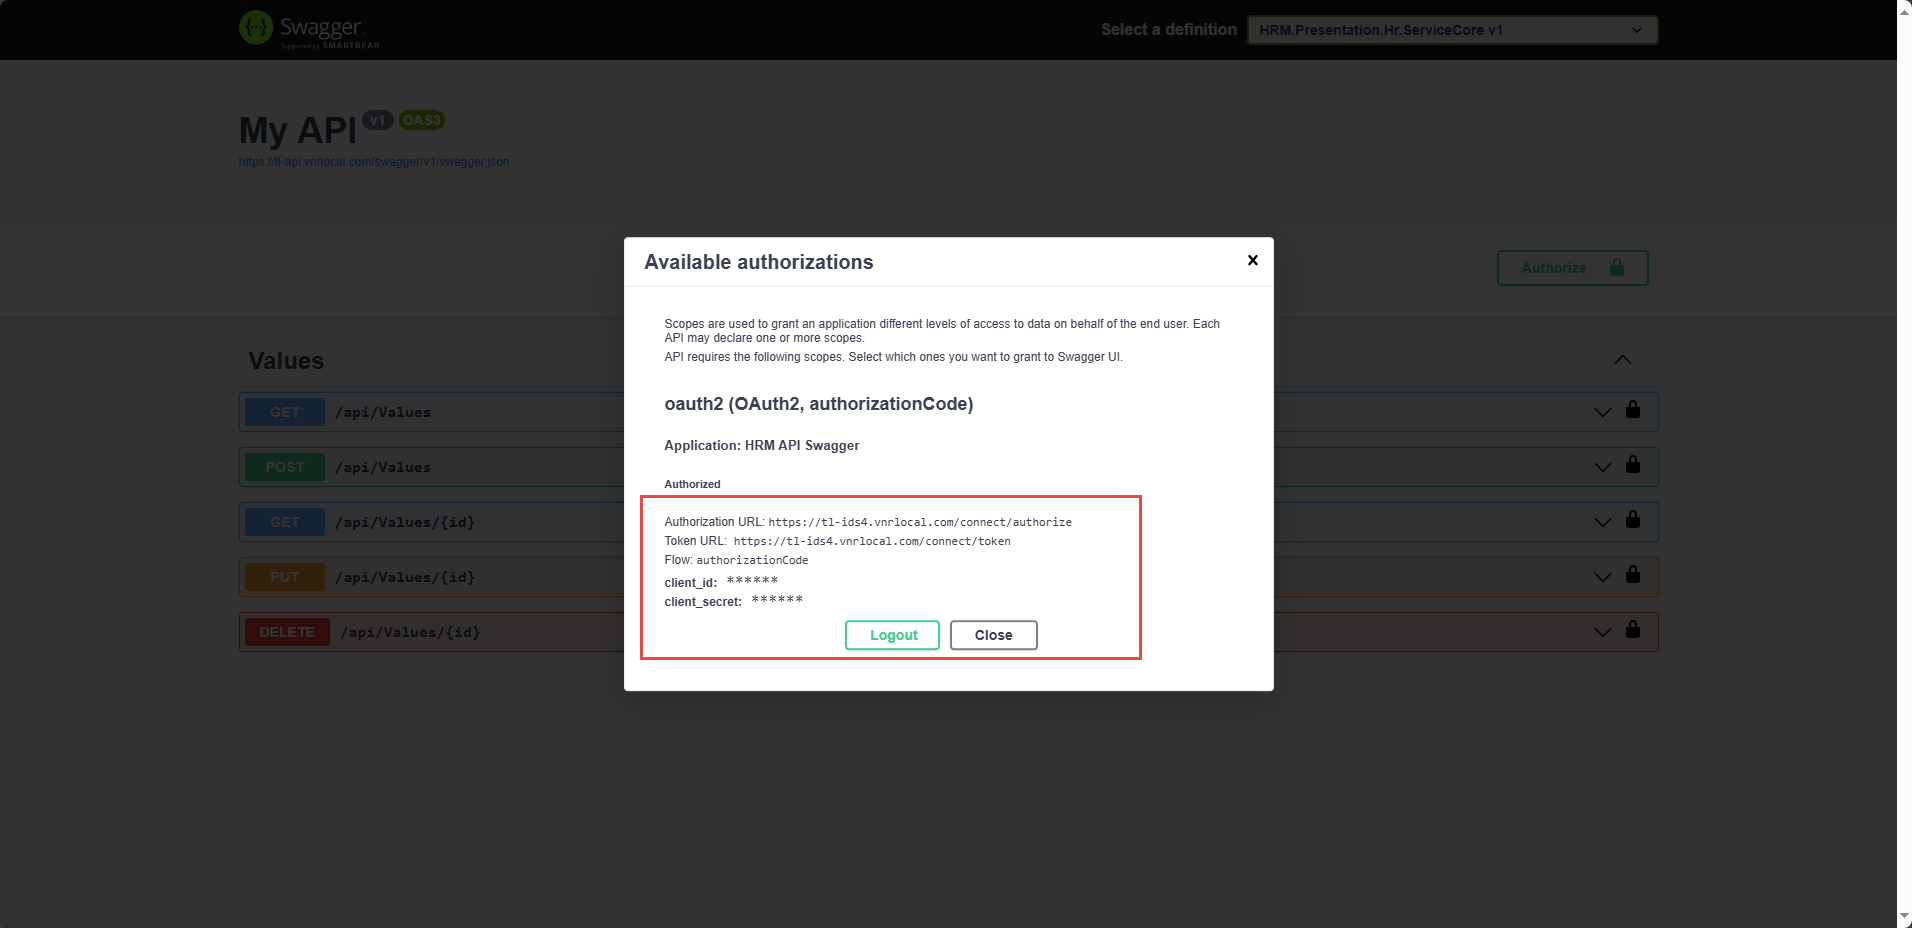 Swagger
Supported by SMARTBEAR
Select a definition
HRM.Presentation.Hr.ServiceCore v1
My API v1 OAS3
https://tl-api.vnrlocal.com/swagger/v1/swagger.json
Available authorizations
Authorize
Scopes are used to grant an application different levels of access to data on behalf of the end user. Each
API may declare one or more scopes.
API requires the following scopes. Select which ones you want to grant to Swagger UI.
oauth2 (OAuth2, authorizationCode)
Application: HRM API Swagger
Authorized
Authorization URL: https://tl-ids4.vnrlocal.com/connect/authorize
Token URL: https://tl-ids4.vnrlocal.com/connect/token
Flow: authorizationCode
client_id: ******
client_secret: ******
Logout
Close
Values
GET /api/Values
POST /api/Values
GET /api/Values/{id}
PUT /api/Values/{id}
DELETE /api/Values/{id}